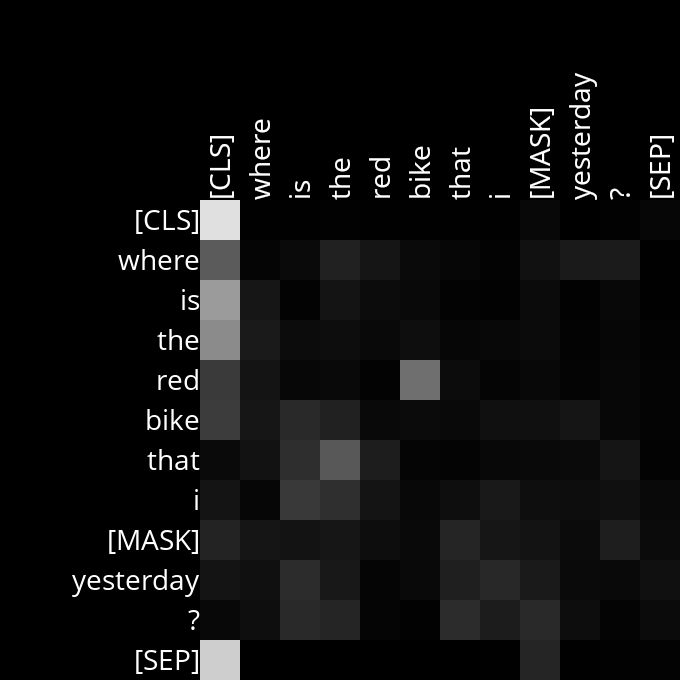 [CLS] where is the red bike that i [MASK] yesterday ? [SEP]
[CLS]
where
is
the
red
bike
that
i
[MASK]
yesterday
?
[SEP]